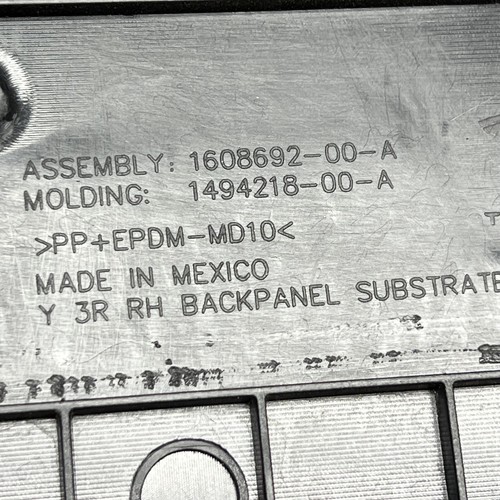 ASSEMBLY: 1608692-00-A
MOLDING: 1494218-00-A
>PP+EPDM-MD10<
MADE IN MEXICO
Y 3R RH BACKPANEL SUBSTRATE